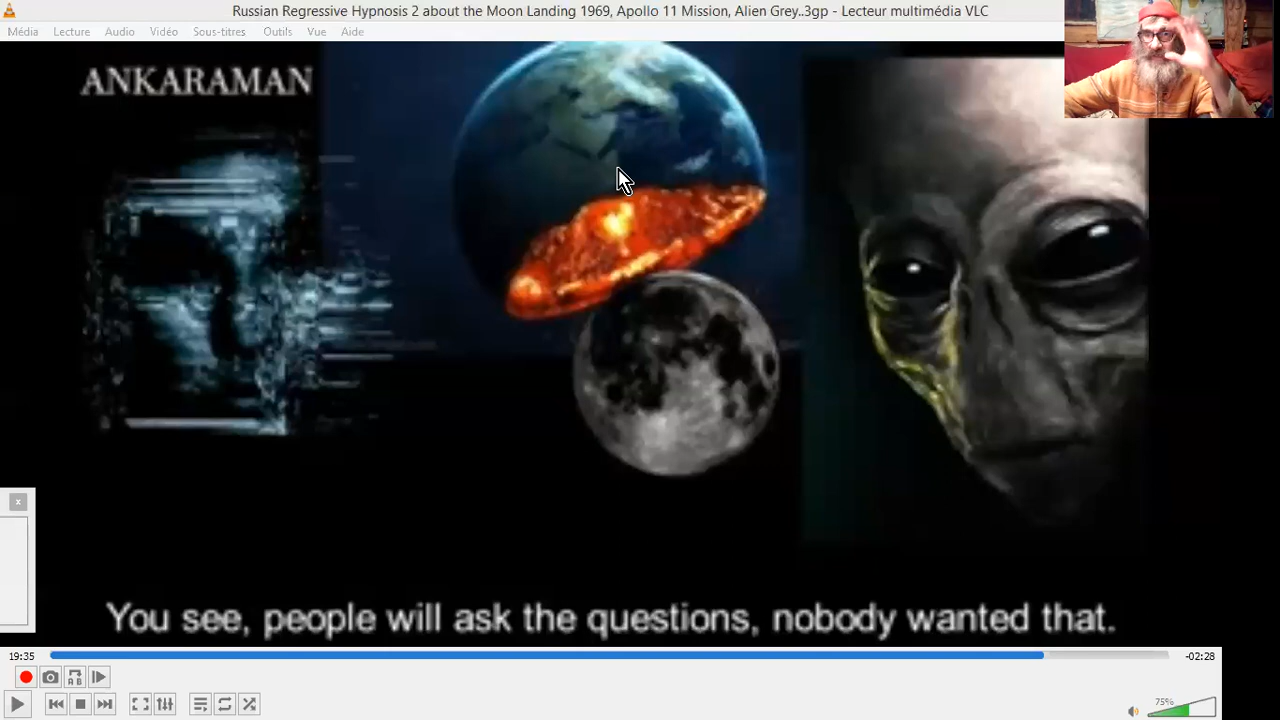 Russian Regressive Hypnosis 2 about the Moon Landing 1969, Apollo 11 Mission, Alien Grey..3gp - Lecteur multimédia VLC
Média Lecture Audio Vidéo Sous-titres Outils Vue Aide
ANKARAMAN
You see, people will ask the questions, nobody wanted that.
19:35 -02:28
75%